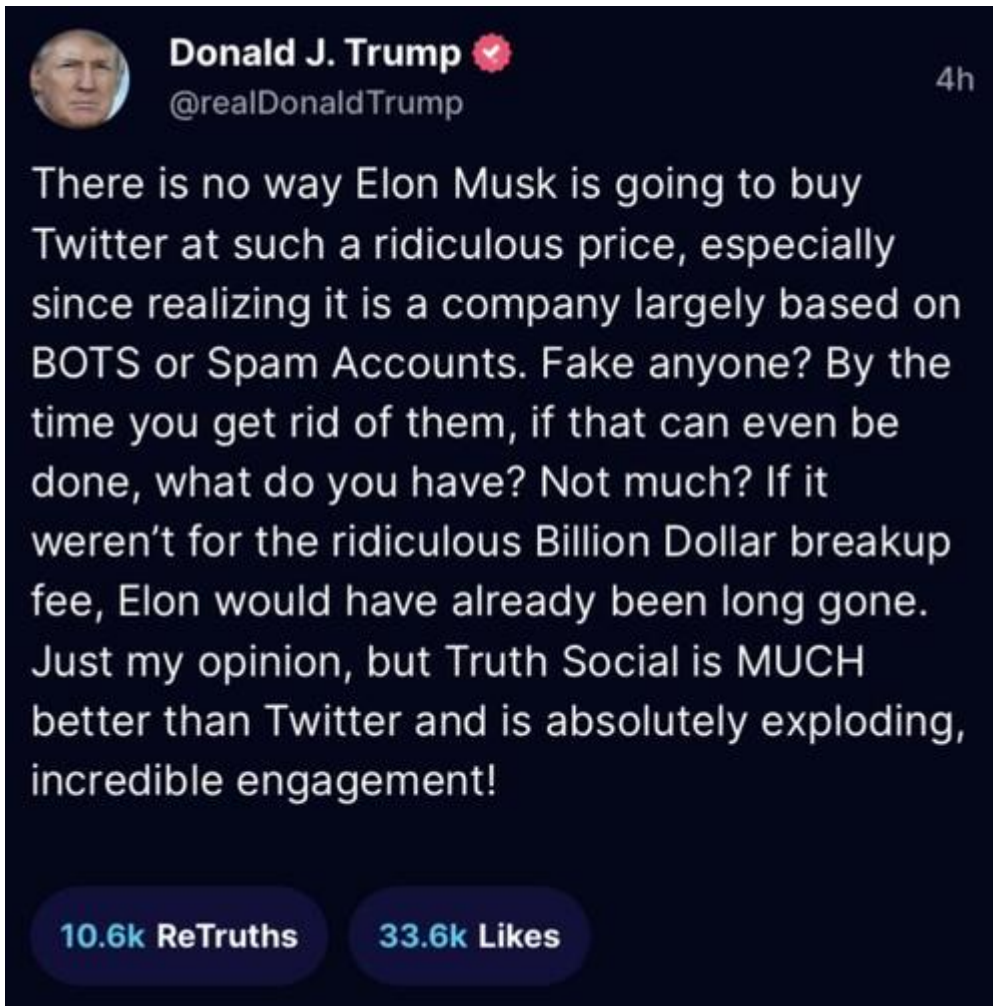 Donald J. Trump
@realDonaldTrump
4h
There is no way Elon Musk is going to buy
Twitter at such a ridiculous price, especially
since realizing it is a company largely based on
BOTS or Spam Accounts. Fake anyone? By the
time you get rid of them, if that can even be
done, what do you have? Not much? If it
weren’t for the ridiculous Billion Dollar breakup
fee, Elon would have already been long gone.
Just my opinion, but Truth Social is MUCH
better than Twitter and is absolutely exploding,
incredible engagement!
10.6k ReTruths 33.6k Likes